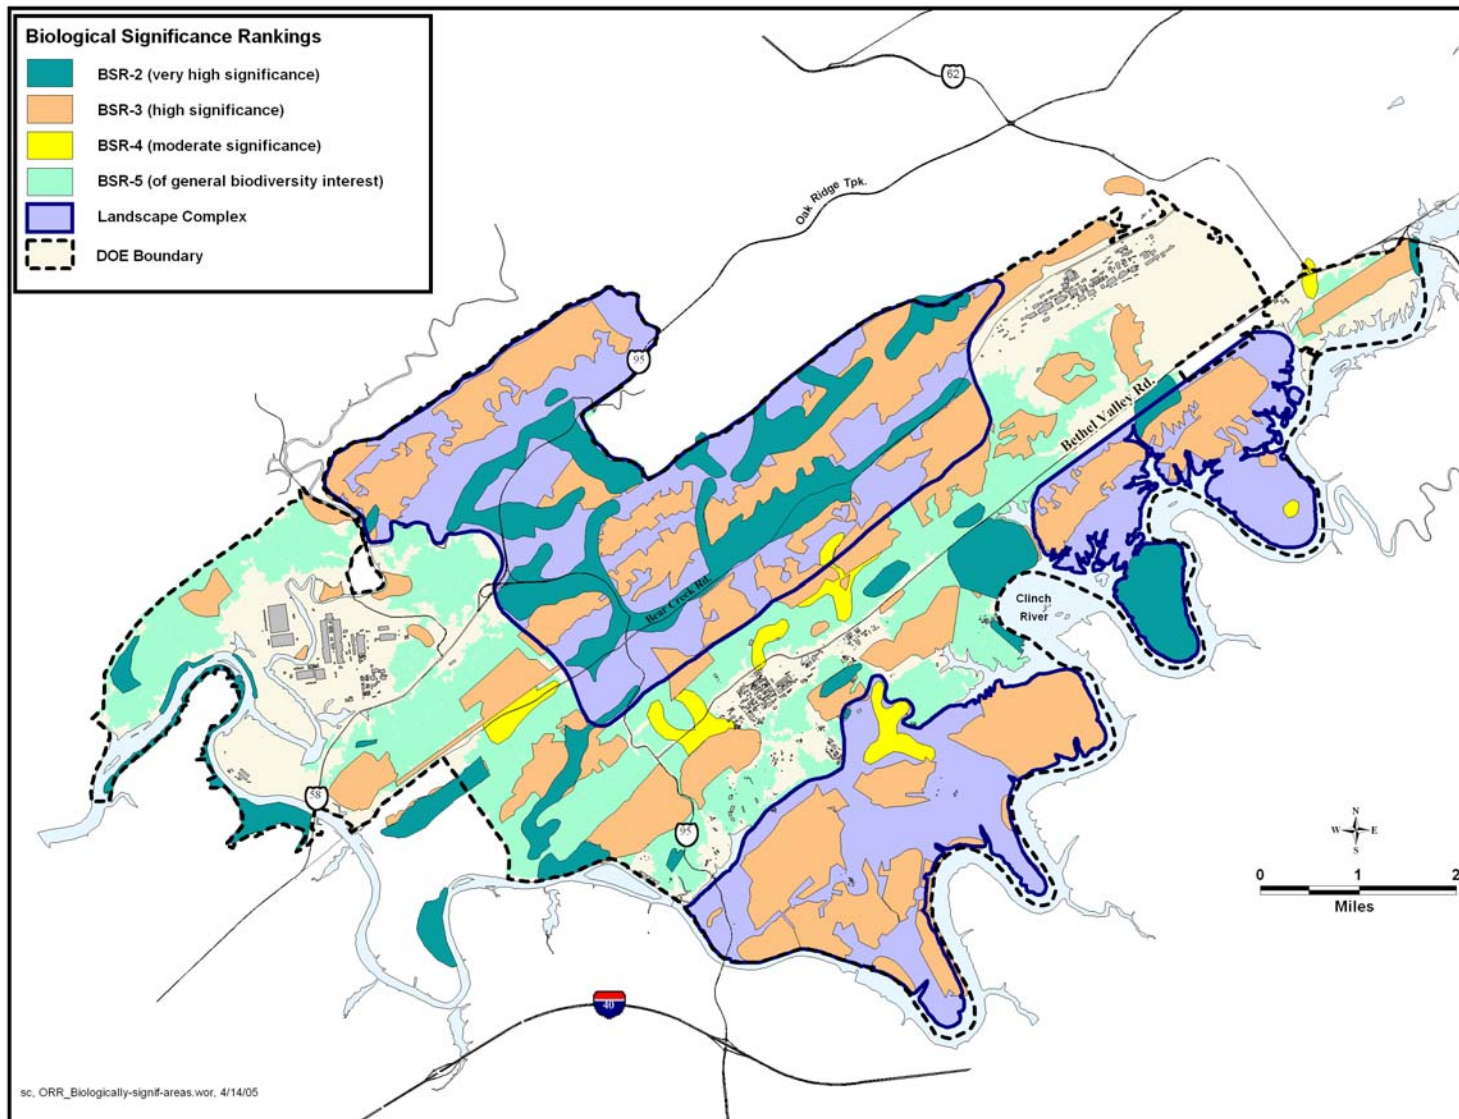 Biological Significance Rankings
BSR-2 (very high significance)
BSR-3 (high significance)
BSR-4 (moderate significance)
BSR-5 (of general biodiversity interest)
Landscape Complex
DOE Boundary
62
Oak Ridge Tpk.
95
Bethel Valley Rd.
Bear Creek Rd.
Clinch
River
58
95
N
W E
S
0 1 2
Miles
40
sc, ORR_Biologically-signif-areas.wor, 4/14/05